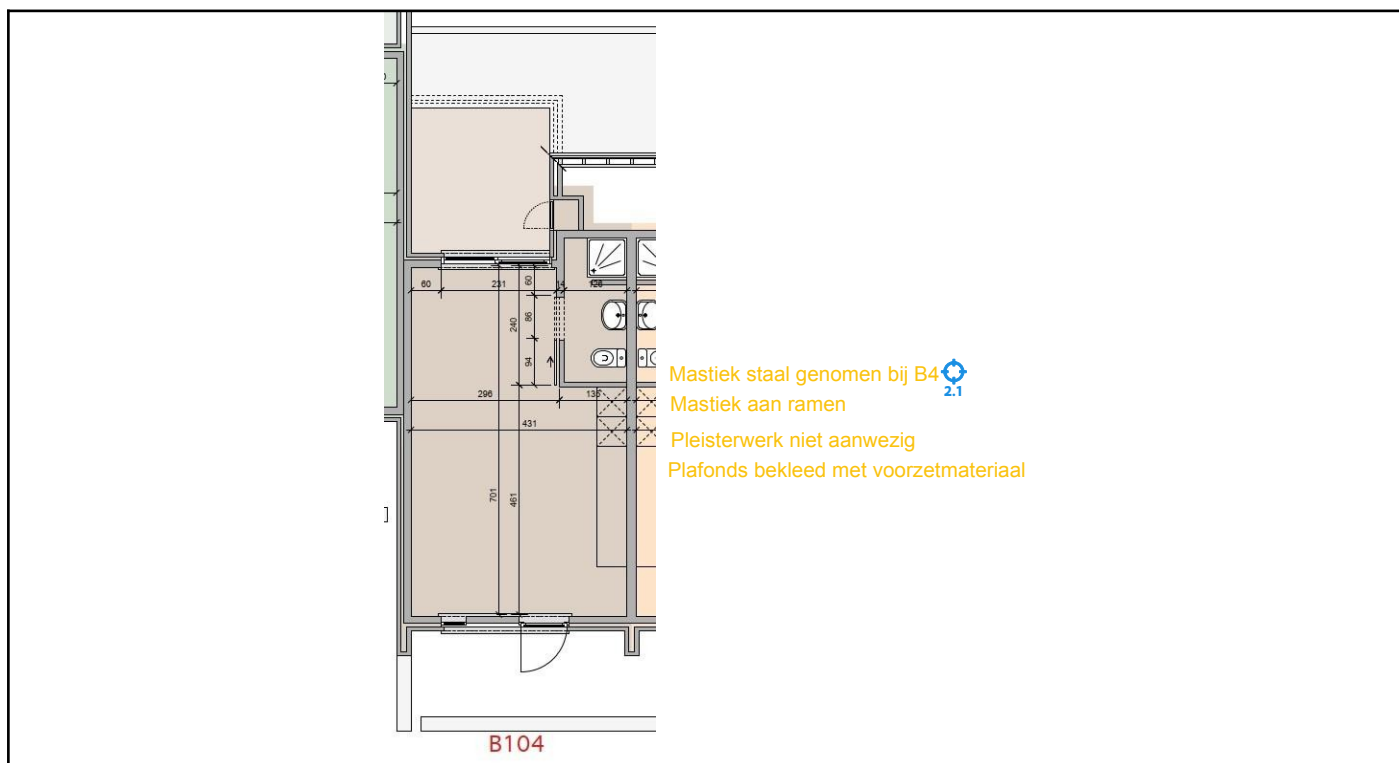 60
231
60
14
126
240
86
94
296
135
431
701
461
Mastiek staal genomen bij B4
2.1
Mastiek aan ramen
Pleisterwerk niet aanwezig
Plafonds bekleed met voorzetmateriaal
B104